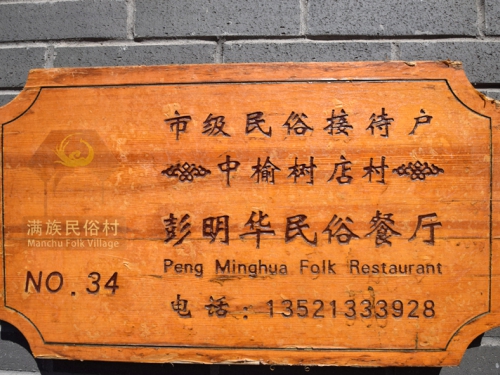 市级民俗接待户
中榆树店村
满族民俗村
Manchu Folk Village
彭明华民俗餐厅
Peng Minghua Folk Restaurant
NO.34
电话:13521333928